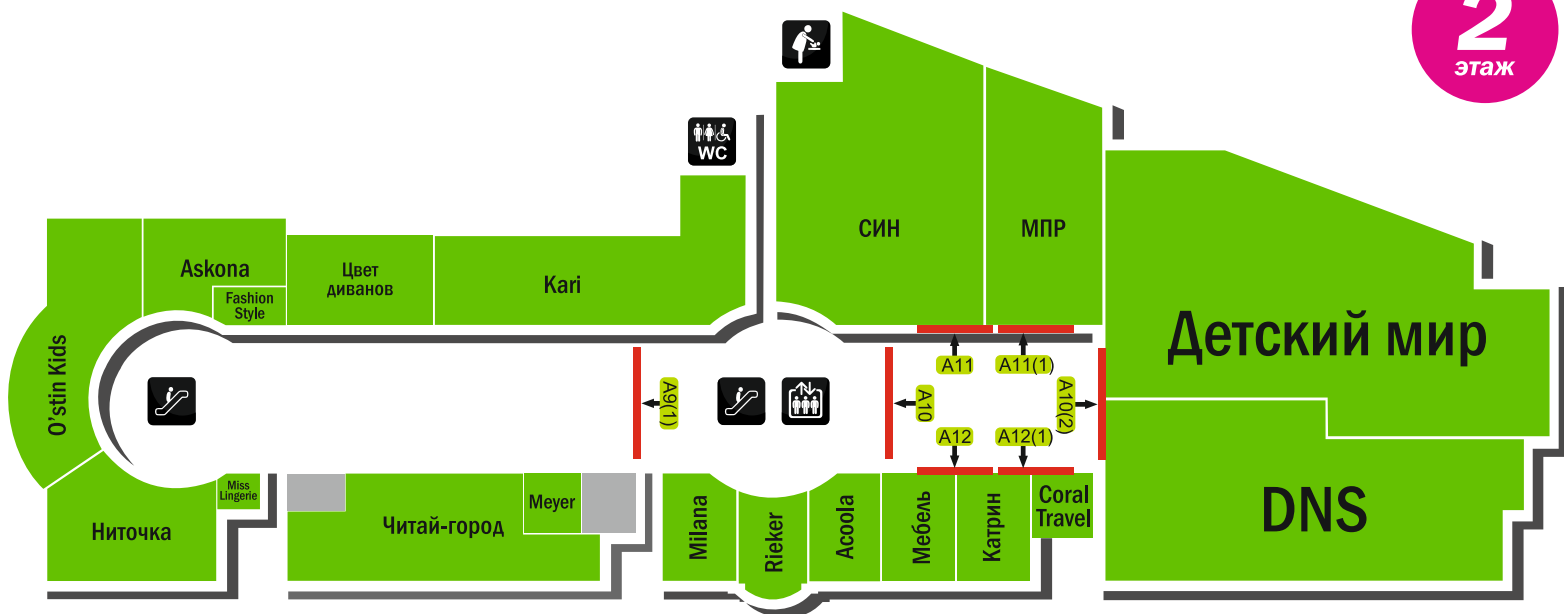 2
этаж
WC
СИН
МПР
Askona
Цвет
диванов
Kari
Fashion
Style
O'stin Kids
Детский мир
A11
A11(1)
A9(1)
A10
A10(2)
A12
A12(1)
Miss
Lingerie
Ниточка
Читай-город
Meyer
Milana
Rieker
Acoola
Мебель
Катрин
Coral
Travel
DNS